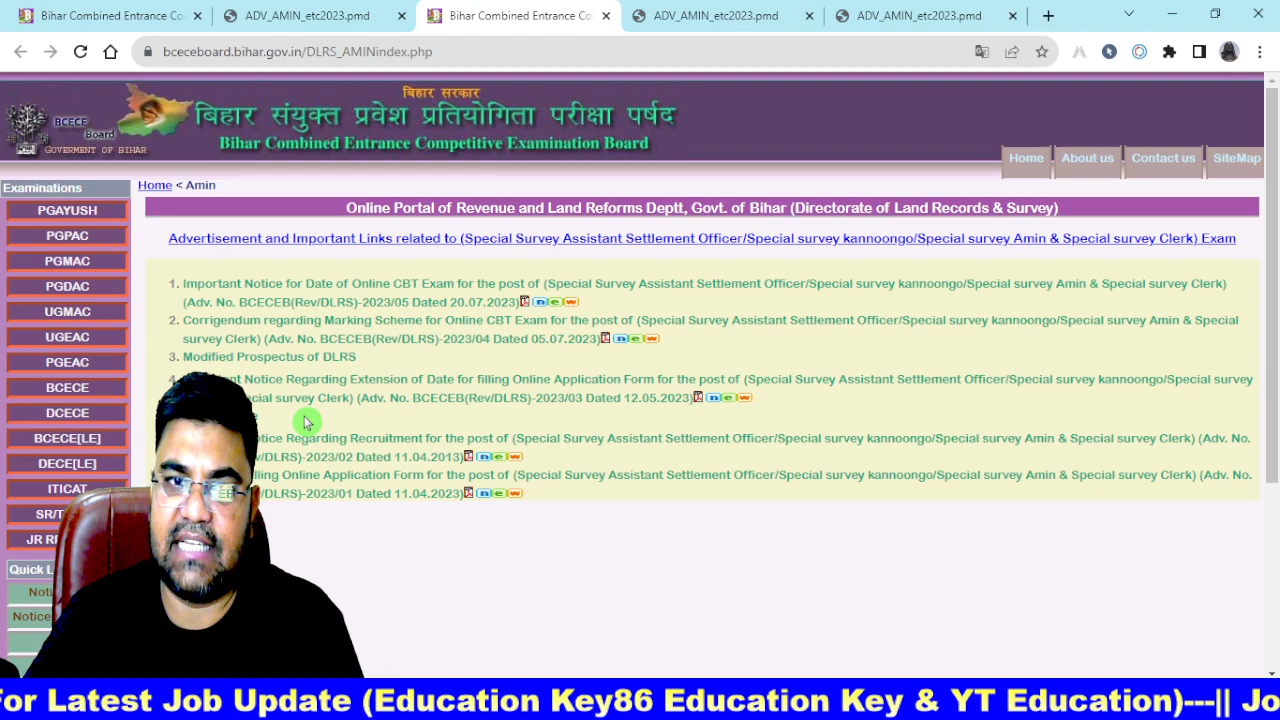 Bihar Combined Entrance Co
ADV_AMIN_etc2023.pmd
Bihar Combined Entrance Co
ADV_AMIN_etc2023.pmd
ADV_AMIN_etc2023.pmd
bceceboard.bihar.gov.in/DLRS_AMINindex.php
बिहार सरकार
बिहार संयुक्त प्रवेश प्रतियोगिता परीक्षा पर्षद
BCECE
Board
GOVERMENT OF BIHAR
Bihar Combined Entrance Competitive Examination Board
Home About us Contact us SiteMap
Examinations
PGAYUSH
PGPAC
PGMAC
PGDAC
UGMAC
UGEAC
PGEAC
BCECE
DCECE
BCECE[LE]
DECE[LE]
ITICAT
SR/T
JR R
Quick L
Noti
Notice
Home < Amin
Online Portal of Revenue and Land Reforms Deptt, Govt. of Bihar (Directorate of Land Records & Survey)
Advertisement and Important Links related to (Special Survey Assistant Settlement Officer/Special survey kannoongo/Special survey Amin & Special survey Clerk) Exam
1. Important Notice for Date of Online CBT Exam for the post of (Special Survey Assistant Settlement Officer/Special survey kannoongo/Special survey Amin & Special survey Clerk)
(Adv. No. BCECEB(Rev/DLRS)-2023/05 Dated 20.07.2023) new
2. Corrigendum regarding Marking Scheme for Online CBT Exam for the post of (Special Survey Assistant Settlement Officer/Special survey kannoongo/Special survey Amin & Special
survey Clerk) (Adv. No. BCECEB(Rev/DLRS)-2023/04 Dated 05.07.2023) new
3. Modified Prospectus of DLRS
Notice Regarding Extension of Date for filling Online Application Form for the post of (Special Survey Assistant Settlement Officer/Special survey kannoongo/Special survey
survey Clerk) (Adv. No. BCECEB(Rev/DLRS)-2023/03 Dated 12.05.2023) new
Regarding Recruitment for the post of (Special Survey Assistant Settlement Officer/Special survey kannoongo/Special survey Amin & Special survey Clerk) (Adv. No.
/DLRS)-2023/02 Dated 11.04.2013) new
Online Application Form for the post of (Special Survey Assistant Settlement Officer/Special survey kannoongo/Special survey Amin & Special survey Clerk) (Adv. No.
/DLRS)-2023/01 Dated 11.04.2023) new
For Latest Job Update (Education Key86 Education Key & YT Education)---|| Jo